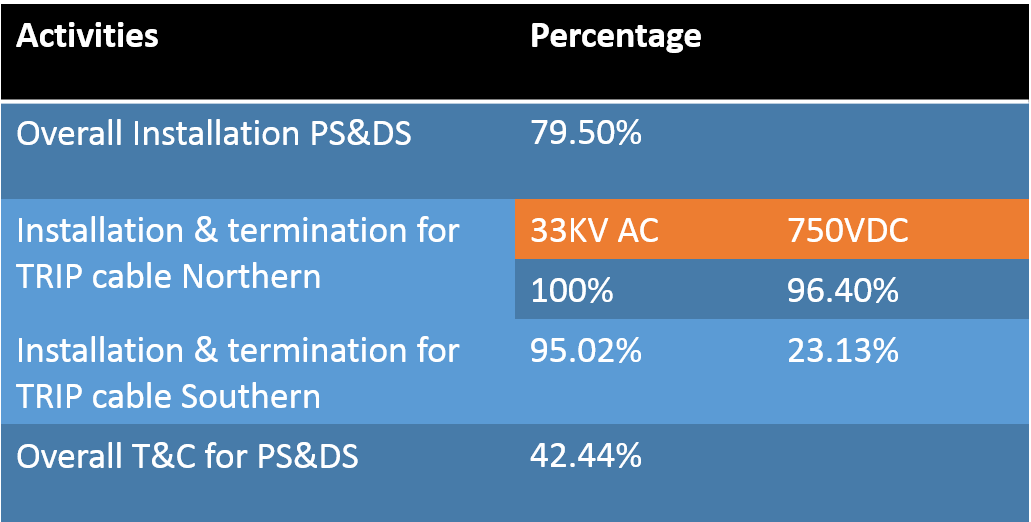 Activities Percentage
Overall Installation PS&DS 79.50%
Installation & termination for 33KV AC 750VDC
TRIP cable Northern 100% 96.40%
Installation & termination for 95.02% 23.13%
TRIP cable Southern
Overall T&C for PS&DS 42.44%